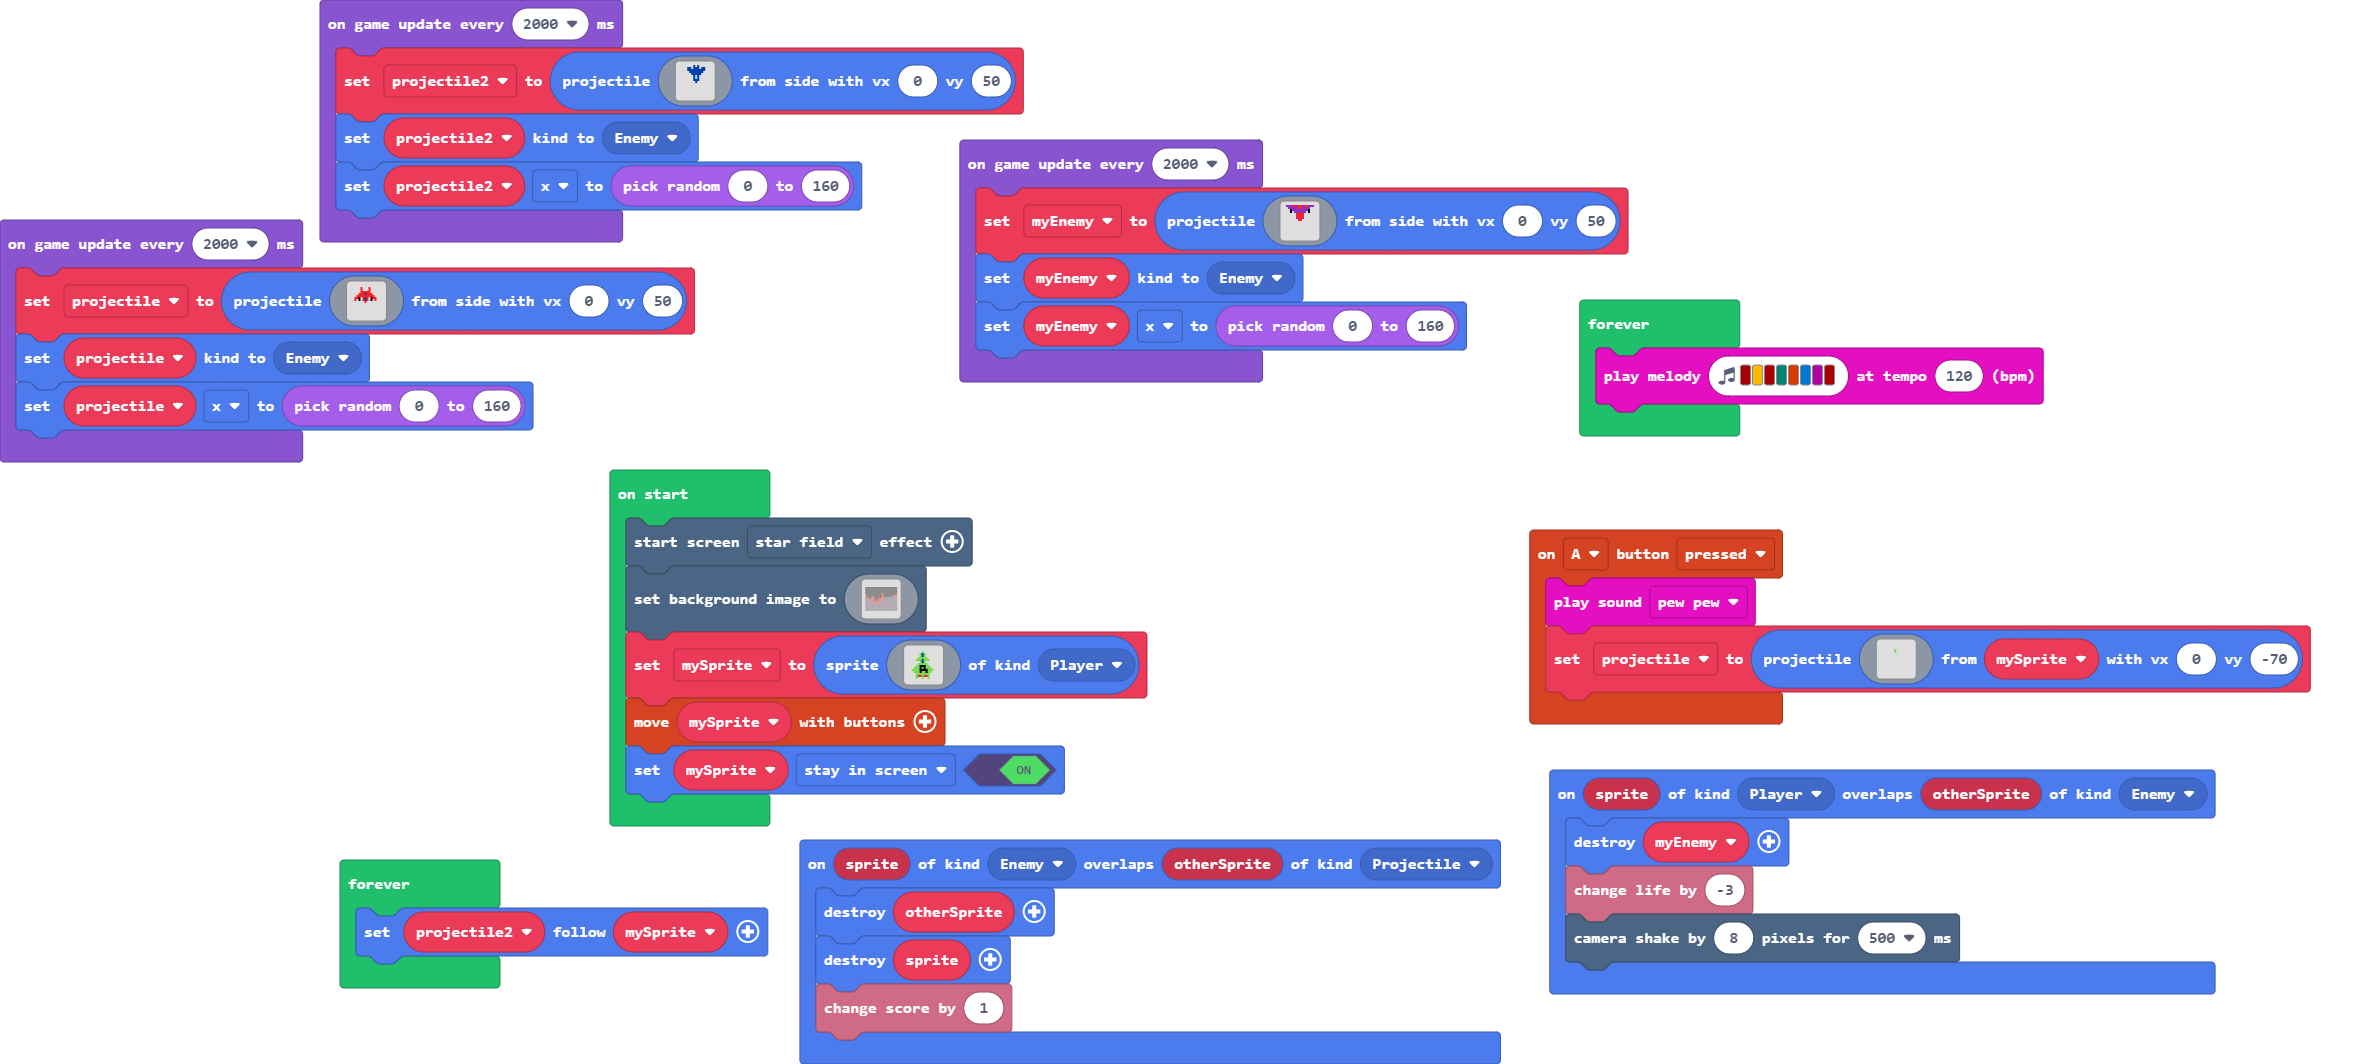 on game update every 2000 ms
set projectile2 to projectile from side with vx 0 vy 50
set projectile2 kind to Enemy
set projectile2 x to pick random 0 to 160
on game update every 2000 ms
set myEnemy to projectile from side with vx 0 vy 50
set myEnemy kind to Enemy
set myEnemy x to pick random 0 to 160
on game update every 2000 ms
set projectile to projectile from side with vx 0 vy 50
set projectile kind to Enemy
set projectile x to pick random 0 to 160
forever
play melody at tempo 120 (bpm)
on start
start screen star field effect
set background image to
set mySprite to sprite of kind Player
move mySprite with buttons
set mySprite stay in screen ON
on A button pressed
play sound pew pew
set projectile to projectile from mySprite with vx 0 vy -70
on sprite of kind Player overlaps otherSprite of kind Enemy
destroy myEnemy
change life by -3
camera shake by 8 pixels for 500 ms
forever
set projectile2 follow mySprite
on sprite of kind Enemy overlaps otherSprite of kind Projectile
destroy otherSprite
destroy sprite
change score by 1